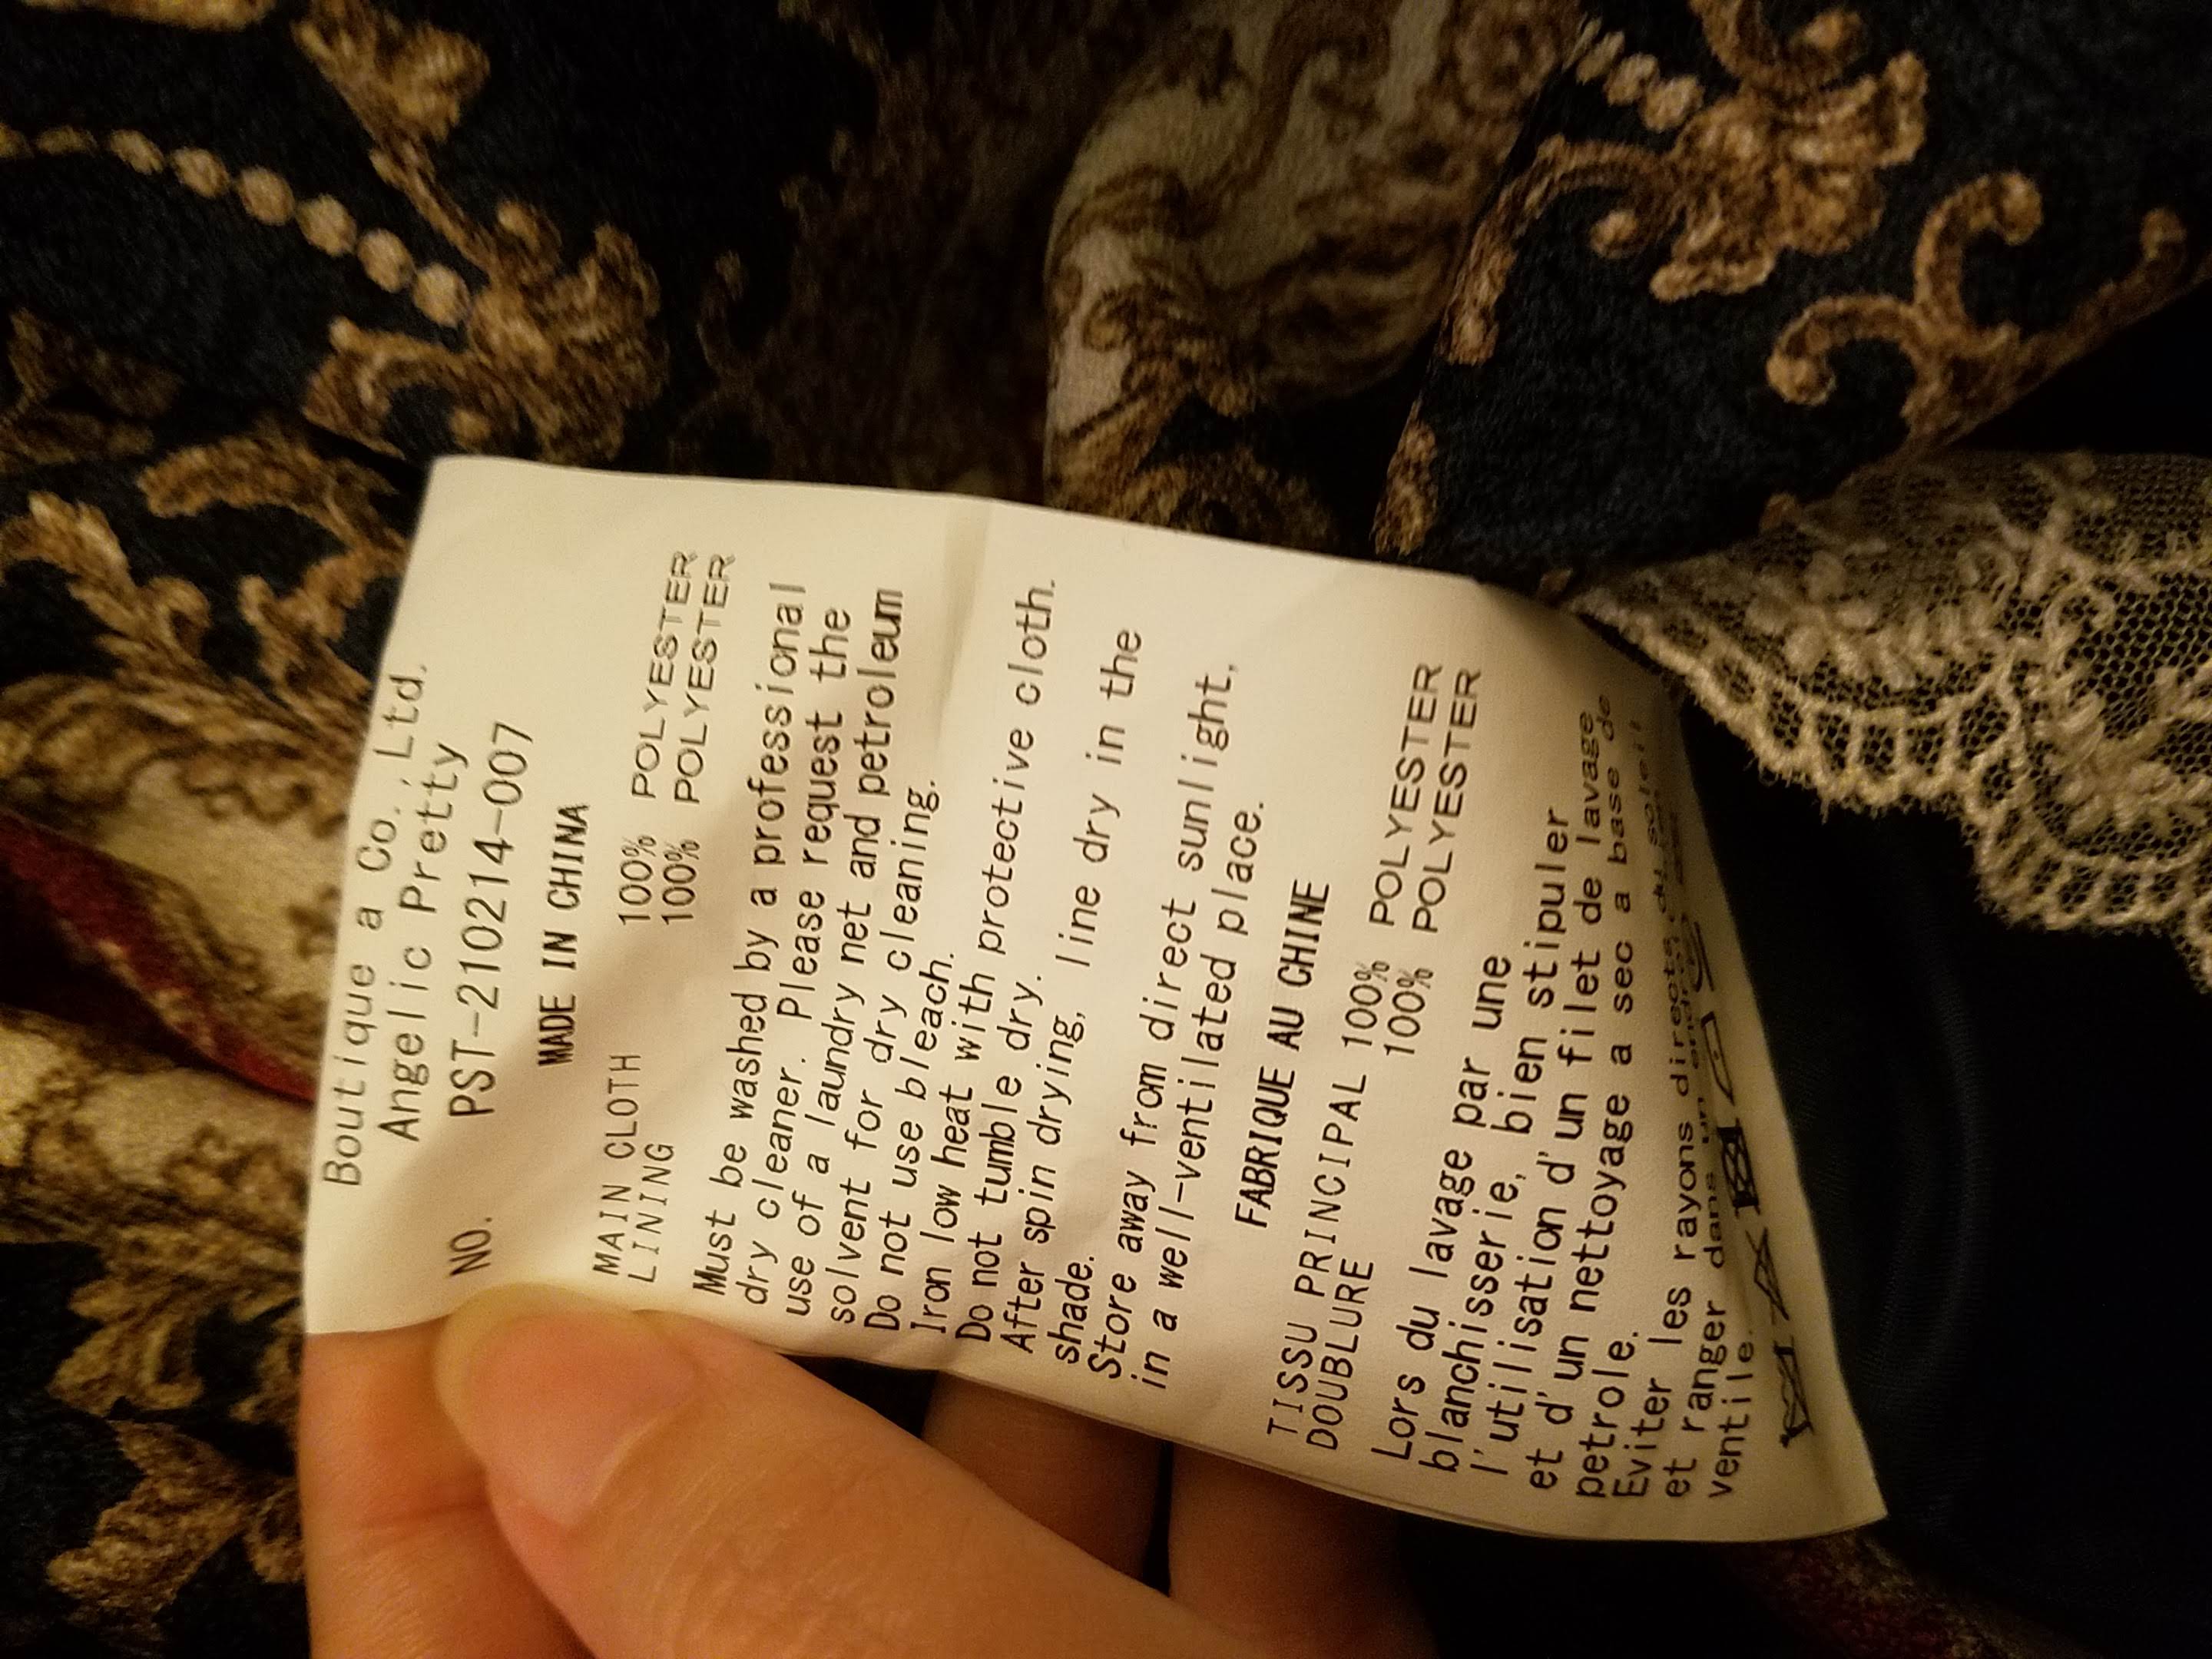 Boutique a Co., Ltd.
Angelic Pretty
NO. PST-210214-007
MADE IN CHINA
MAIN CLOTH 100% POLYESTER
LINING 100% POLYESTER
Must be washed by a professional
dry cleaner. Please request the
use of a laundry net and petroleum
solvent for dry cleaning.
Do not use bleach.
Iron low heat with protective cloth.
Do not tumble dry.
After spin drying, line dry in the
shade.
Store away from direct sunlight,
in a well-ventilated place.
FABRIQUE AU CHINE
TISSU PRINCIPAL 100% POLYESTER
DOUBLURE 100% POLYESTER
Lors du lavage par une
blanchisserie, bien stipuler
l'utilisation d'un filet de lavage
et d'un nettoyage a sec a base de
petrole.
Eviter les rayons directs du soleil
et ranger dans un endroit
ventile.